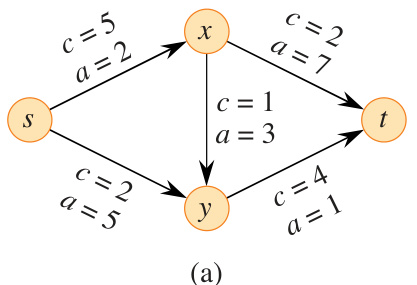 c = 5
a = 2
x
c = 2
a = 7
s
c = 1
a = 3
t
c = 2
a = 5
y
c = 4
a = 1
(a)